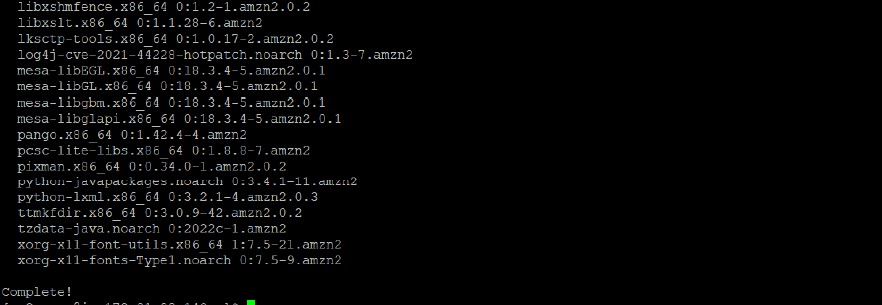 libxshmfence.x86_64 0:1.2-1.amzn2.0.2
libxslt.x86_64 0:1.1.28-6.amzn2
lksctp-tools.x86_64 0:1.0.17-2.amzn2.0.2
log4j-cve-2021-44228-hotpatch.noarch 0:1.3-7.amzn2
mesa-libEGL.x86_64 0:18.3.4-5.amzn2.0.1
mesa-libGL.x86_64 0:18.3.4-5.amzn2.0.1
mesa-libgbm.x86_64 0:18.3.4-5.amzn2.0.1
mesa-libglapi.x86_64 0:18.3.4-5.amzn2.0.1
pango.x86_64 0:1.42.4-4.amzn2
pcsc-lite-libs.x86_64 0:1.8.8-7.amzn2
pixman.x86_64 0:0.34.0-1.amzn2.0.2
python-javapackages.noarch 0:3.4.1-11.amzn2
python-lxml.x86_64 0:3.2.1-4.amzn2.0.3
ttmkfdir.x86_64 0:3.0.9-42.amzn2.0.2
tzdata-java.noarch 0:2022c-1.amzn2
xorg-x11-font-utils.x86_64 1:7.5-21.amzn2
xorg-x11-fonts-Type1.noarch 0:7.5-9.amzn2
Complete!